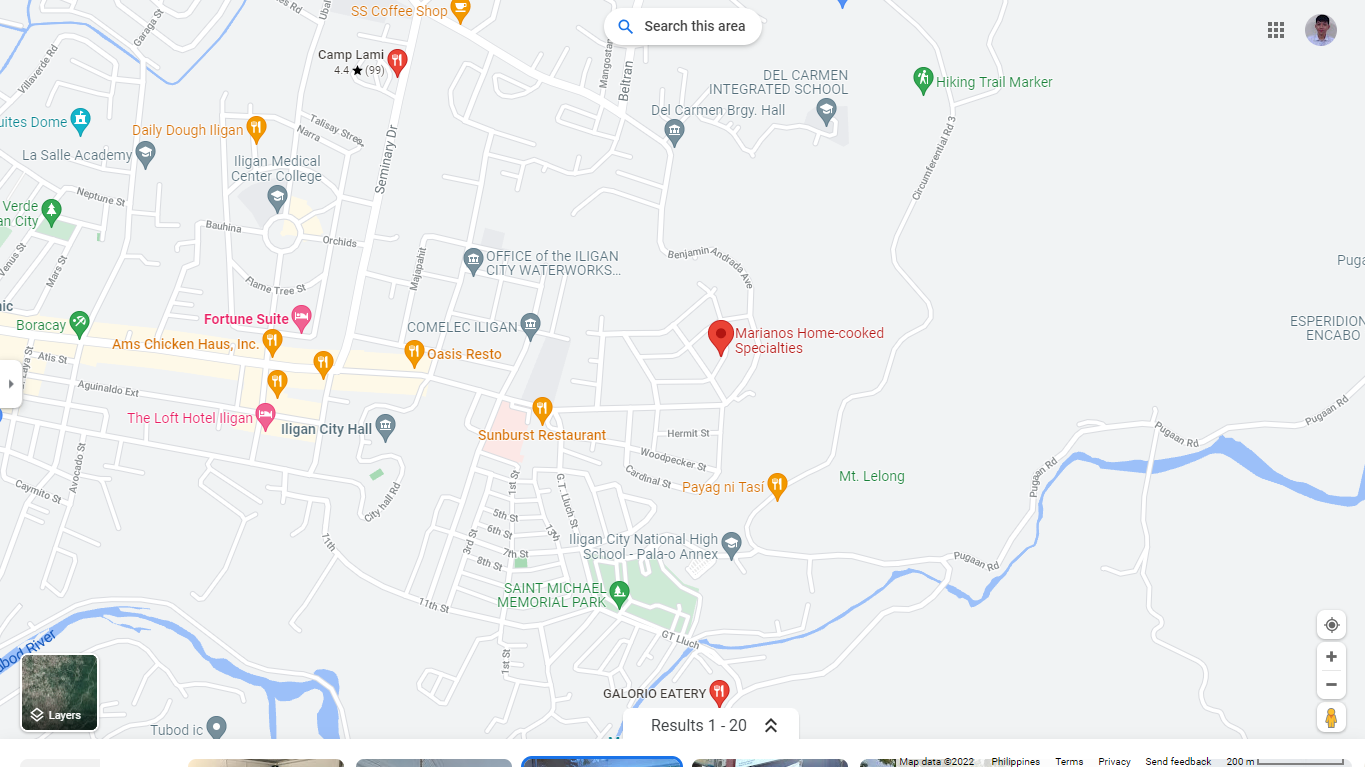 Garaga St
Ubal
SS Coffee Shop
Search this area
Villaverde Rd
Camp Lami
4.4 ★ (99)
Mangostan
Beltran
DEL CARMEN
INTEGRATED SCHOOL
Hiking Trail Marker
Del Carmen Brgy. Hall
uites Dome
Daily Dough Iligan
Talisay Stree
Narra
La Salle Academy
Iligan Medical
Center College
Seminary Dr
Circumferential Rd 3
Neptune St
Verde
an City
Bauhina
Orchids
Venus St
Mars St
Majapahit
OFFICE of the ILIGAN
CITY WATERWORKS...
Benjamin Andrada Ave
Puga
Flame Tree St
nic
Boracay
Fortune Suite
COMELEC ILIGAN
Marianos Home-cooked
Specialties
ESPERIDION
ENCABO
Ams Chicken Haus, Inc.
Oasis Resto
Atis St
Laya St
Aguinaldo Ext
The Loft Hotel Iligan
Iligan City Hall
Sunburst Restaurant
Hermit St
Pugaan Rd
Pugaan Rd
Woodpecker St
Cardinal St
Avocado St
Caymito St
City hall Rd
1st St
G.T. Lluch St
Payag ni Tasi
Mt. Lelong
Pugaan Rd
5th St
6th St
7th St
8th St
13th
3rd St
11th
Iligan City National High
School - Pala-o Annex
Pugaan Rd
SAINT MICHAEL
MEMORIAL PARK
11th St
GT Lluch
1st St
ubod River
GALORIO EATERY
Layers
Tubod ic
Results 1 - 20
Map data ©2022 Philippines Terms Privacy Send feedback 200 m